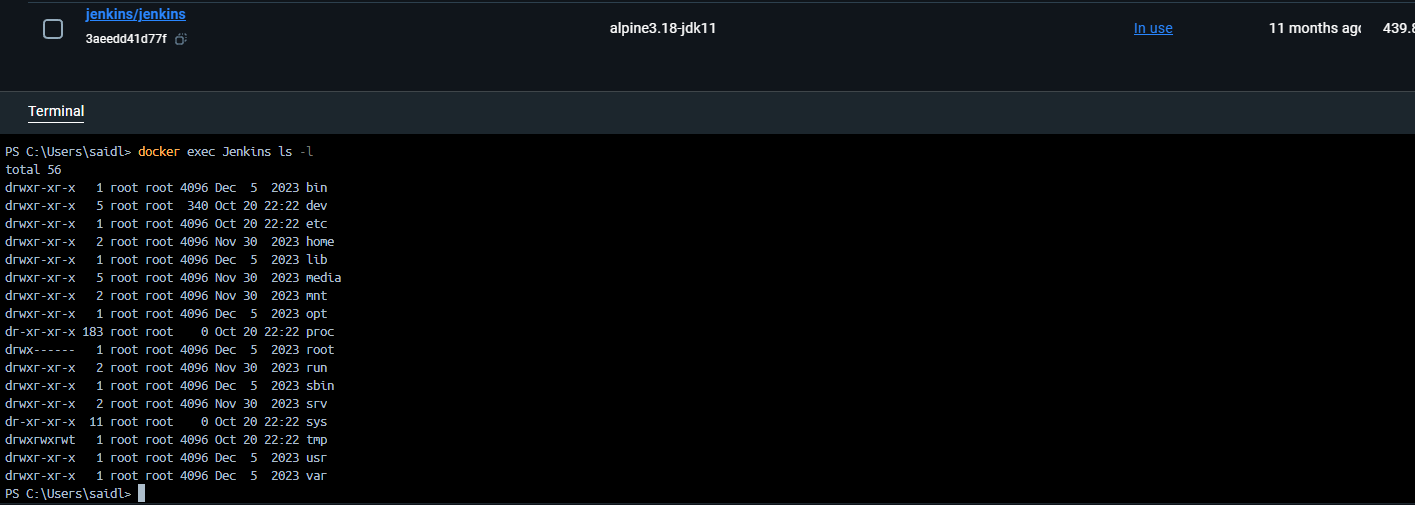 jenkins/jenkins
3aeedd41d77f
alpine3.18-jdk11
In use
11 months ago
439.8
Terminal
PS C:\Users\saidl> docker exec Jenkins ls -l
total 56
drwxr-xr-x   1 root root 4096 Dec  5  2023 bin
drwxr-xr-x   5 root root  340 Oct 20 22:22 dev
drwxr-xr-x   1 root root 4096 Oct 20 22:22 etc
drwxr-xr-x   2 root root 4096 Nov 30  2023 home
drwxr-xr-x   1 root root 4096 Dec  5  2023 lib
drwxr-xr-x   5 root root 4096 Nov 30  2023 media
drwxr-xr-x   2 root root 4096 Nov 30  2023 mnt
drwxr-xr-x   1 root root 4096 Dec  5  2023 opt
dr-xr-xr-x 183 root root    0 Oct 20 22:22 proc
drwx------   1 root root 4096 Dec  5  2023 root
drwxr-xr-x   2 root root 4096 Nov 30  2023 run
drwxr-xr-x   1 root root 4096 Dec  5  2023 sbin
drwxr-xr-x   2 root root 4096 Nov 30  2023 srv
dr-xr-xr-x  11 root root    0 Oct 20 22:22 sys
drwxrwxrwt   1 root root 4096 Oct 20 22:22 tmp
drwxr-xr-x   1 root root 4096 Dec  5  2023 usr
drwxr-xr-x   1 root root 4096 Dec  5  2023 var
PS C:\Users\saidl>